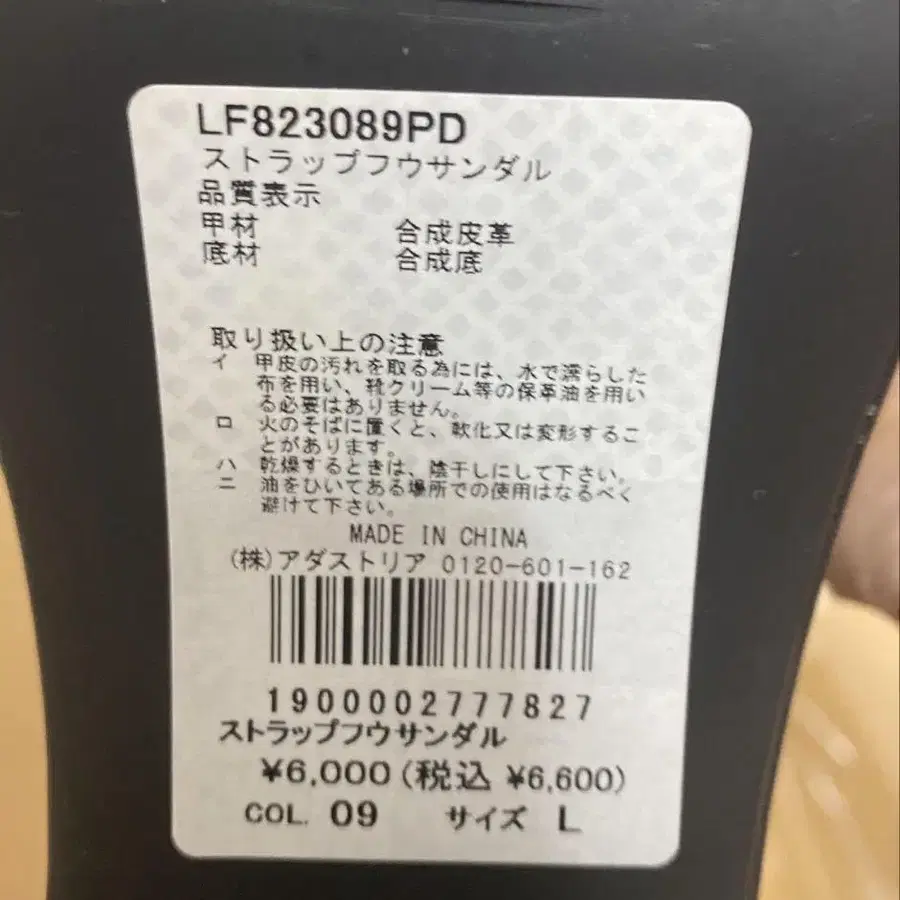 LF823089PD
ストラップフウサンダル
品質表示
甲材 合成皮革
底材 合成底
取り扱い上の注意
イ 甲皮の汚れを取る為には、水で濡らした
布を用い、靴クリーム等の保革油を用い
る必要はありません。
ロ 火のそばに置くと、軟化又は変形するこ
とがあります。
ハ 乾燥するときは、陰干しにして下さい。
ニ 油をひいてある場所での使用はなるべく
避けて下さい。
MADE IN CHINA
(株)アダストリア 0120-601-162
1900002777827
ストラップフウサンダル
¥6,000(税込 ¥6,600)
COL. 09 サイズ L